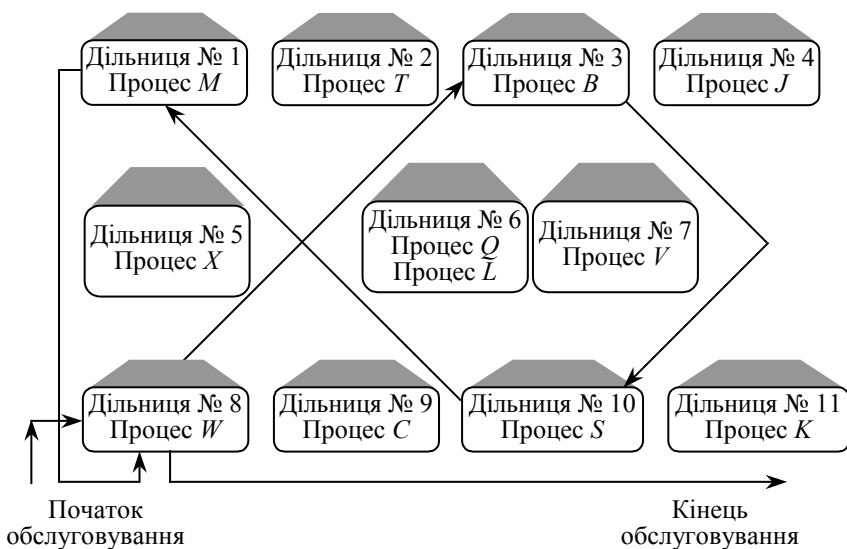 Дільниця № 1
Процес M
Дільниця № 2
Процес T
Дільниця № 3
Процес B
Дільниця № 4
Процес J
Дільниця № 5
Процес X
Дільниця № 6
Процес Q
Процес L
Дільниця № 7
Процес V
Дільниця № 8
Процес W
Дільниця № 9
Процес C
Дільниця № 10
Процес S
Дільниця № 11
Процес K
Початок
обслуговування
Кінець
обслуговування